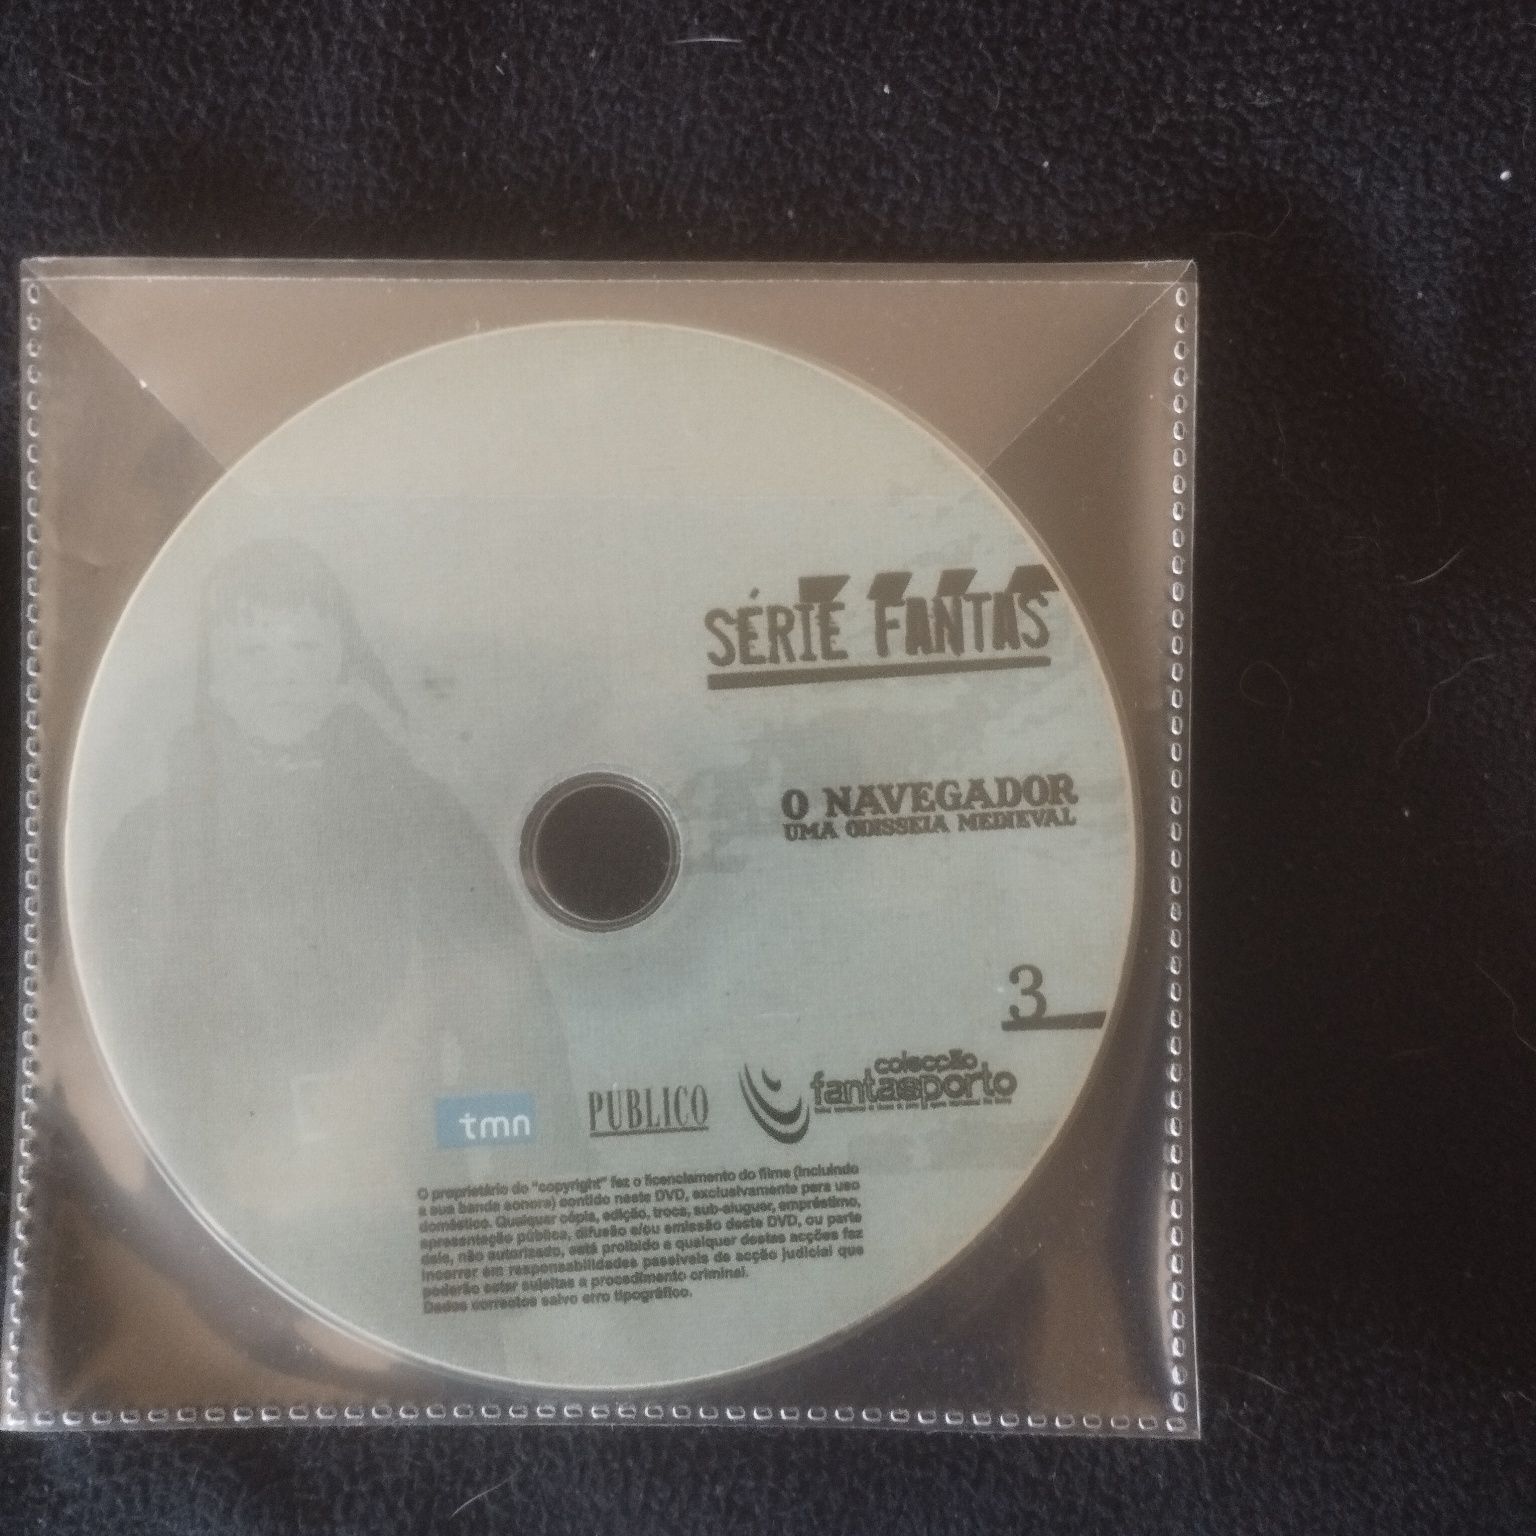 SÉRIE FANTAS
O NAVEGADOR
UMA ODISSEIA MEDIEVAL
3
tmn
PÚBLICO
colecção
fantasporto
O proprietário do "copyright" fez o licenciamento do filme (incluindo
a sua banda sonora) contido neste DVD, exclusivamente para uso
doméstico. Qualquer cópia, edição, troca, sub-aluguer, empréstimo,
apresentação pública, difusão e/ou emissão deste DVD, ou parte
dele, não autorizado, está proibido e qualquer destas acções faz
incorrer em responsabilidades passíveis de acção judicial que
poderão estar sujeitas a procedimento criminal.
Dados correctos salvo erro tipográfico.